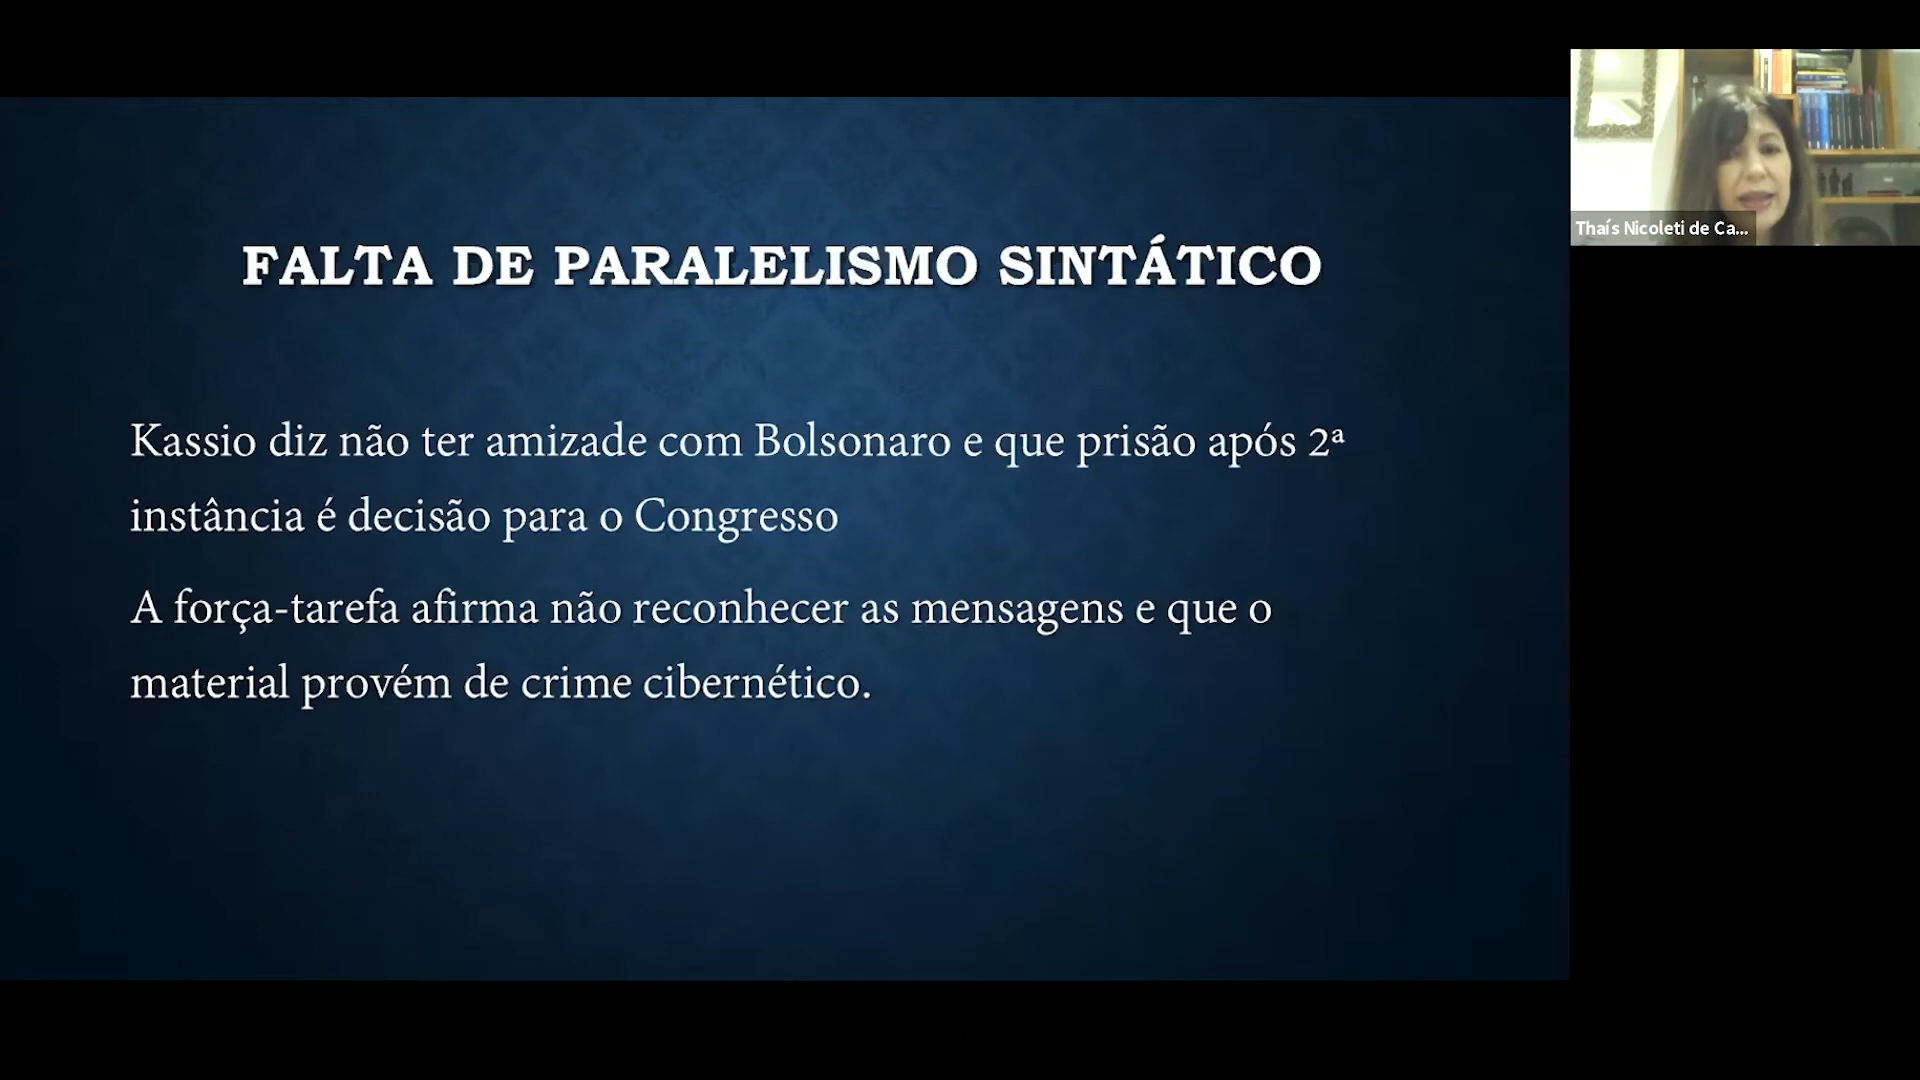 FALTA DE PARALELISMO SINTÁTICO
Kassio diz não ter amizade com Bolsonaro e que prisão após 2ª
instância é decisão para o Congresso
A força-tarefa afirma não reconhecer as mensagens e que o
material provém de crime cibernético.
Thaís Nicoleti de Ca...